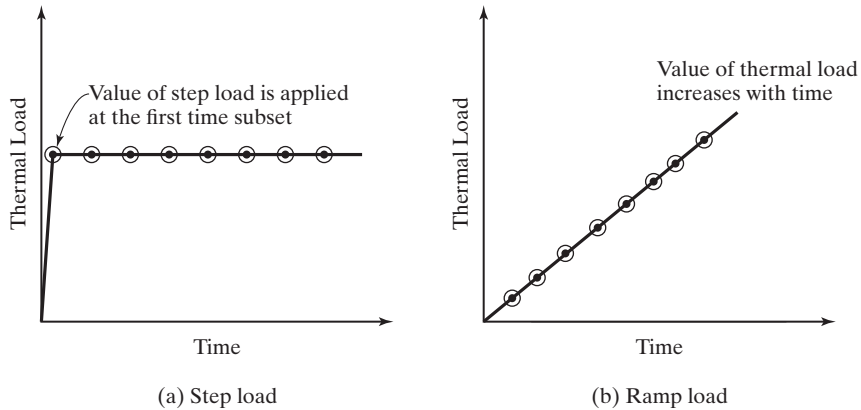 Value of step load is applied
at the first time subset
Thermal Load
Time
(a) Step load
Value of thermal load
increases with time
Thermal Load
Time
(b) Ramp load